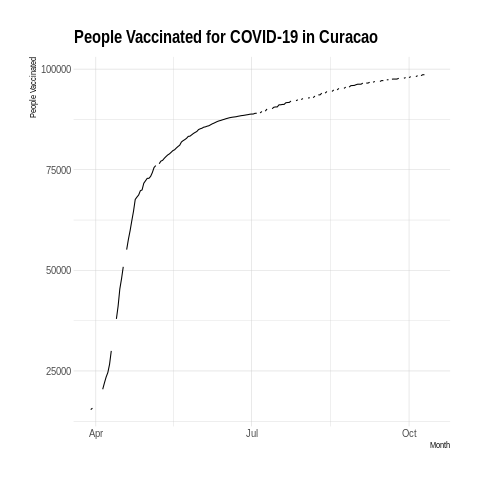 People Vaccinated for COVID-19 in Curacao
People Vaccinated
100000
75000
50000
25000
Apr
Jul
Oct
Month